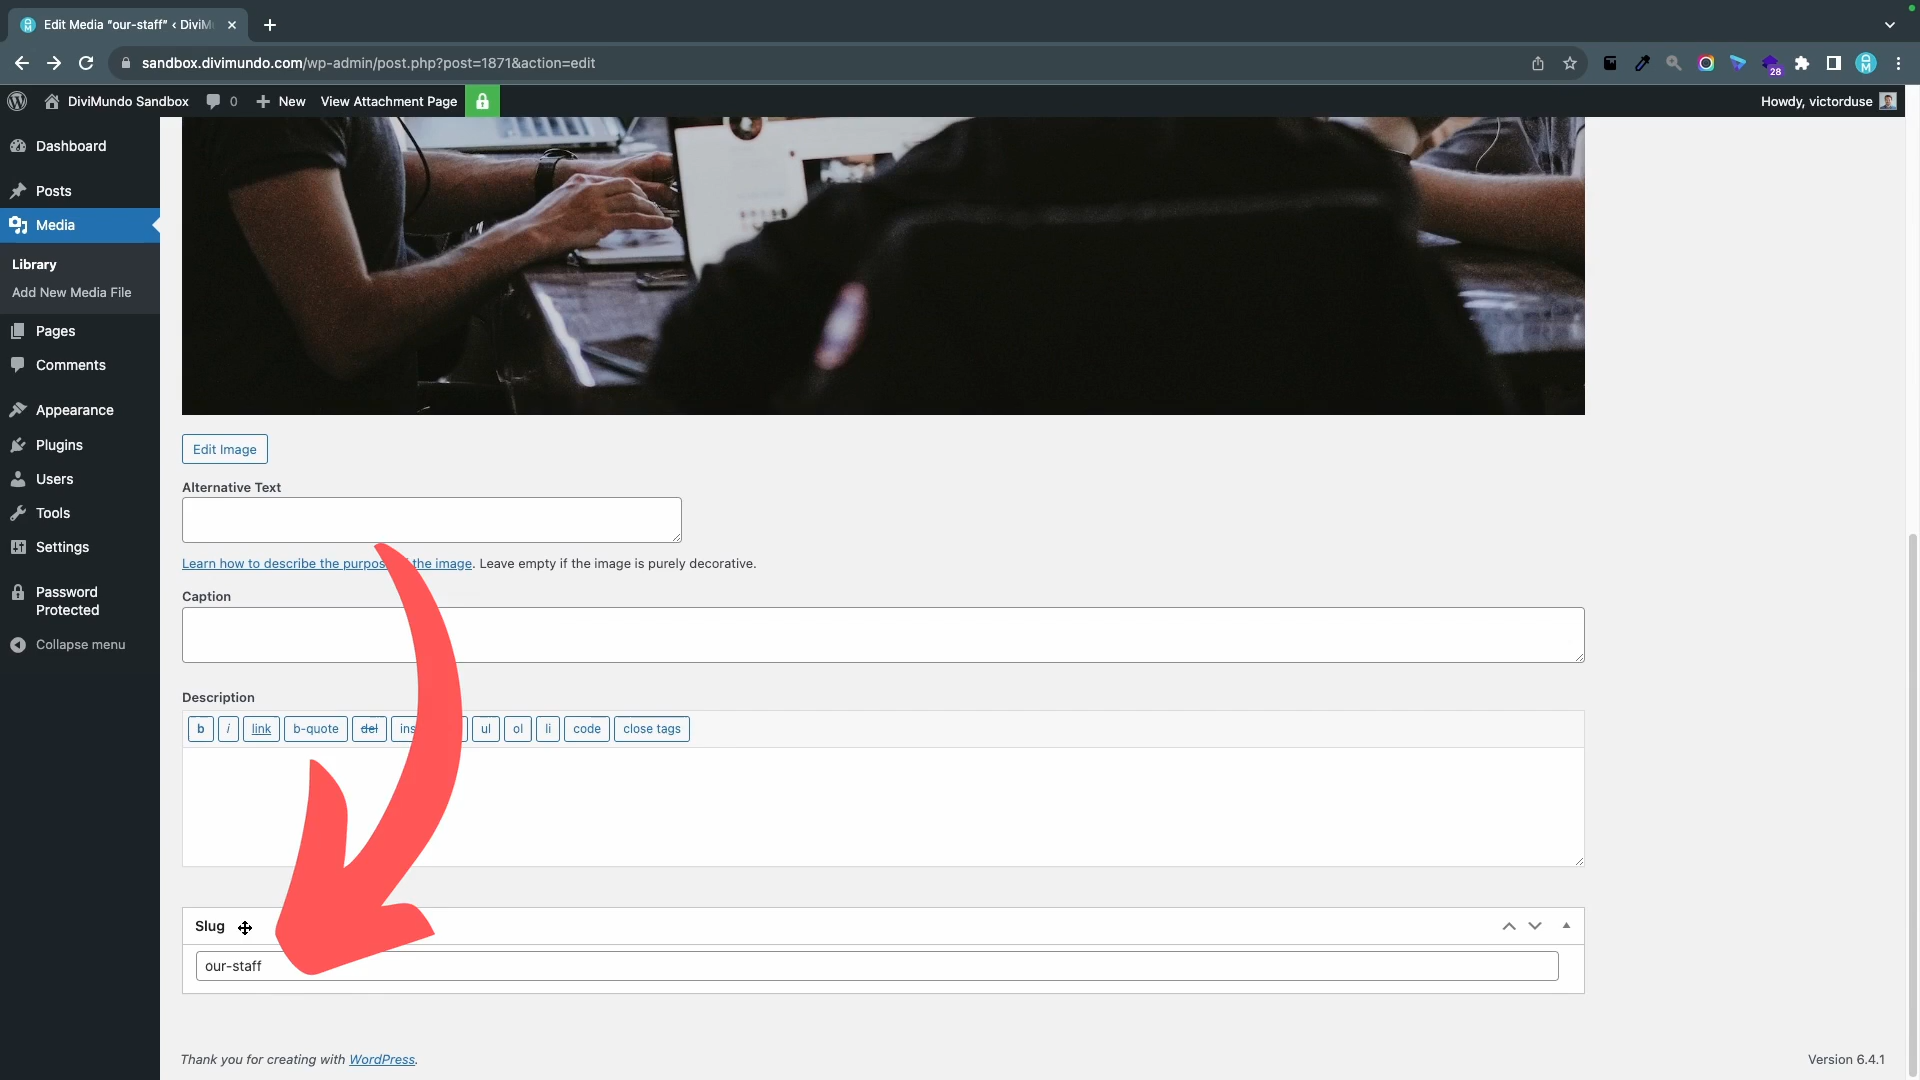 Edit Media “our-staff” ‹ DiviM
sandbox.divimundo.com/wp-admin/post.php?post=1871&action=edit
28
DiviMundo Sandbox
0
New
View Attachment Page
Howdy, victorduse
Dashboard
Posts
Media
Library
Add New Media File
Pages
Comments
Appearance
Plugins
Users
Tools
Settings
Password
Protected
Collapse menu
Edit Image
Alternative Text
Learn how to describe the purpos the image. Leave empty if the image is purely decorative.
Caption
Description
b i link b-quote del ins ul ol li code close tags
Slug
our-staff
Thank you for creating with WordPress.
Version 6.4.1